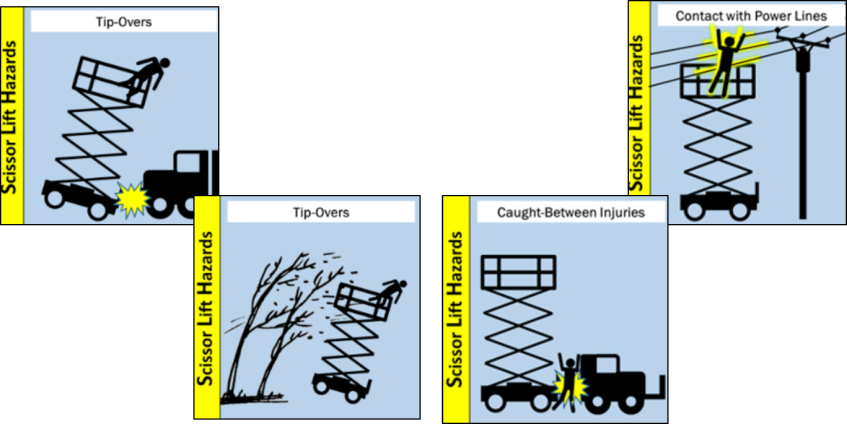 Tip-Overs
Scissor Lift Hazards
Contact with Power Lines
Scissor Lift Hazards
Tip-Overs
Scissor Lift Hazards
Caught-Between Injuries
Scissor Lift Hazards